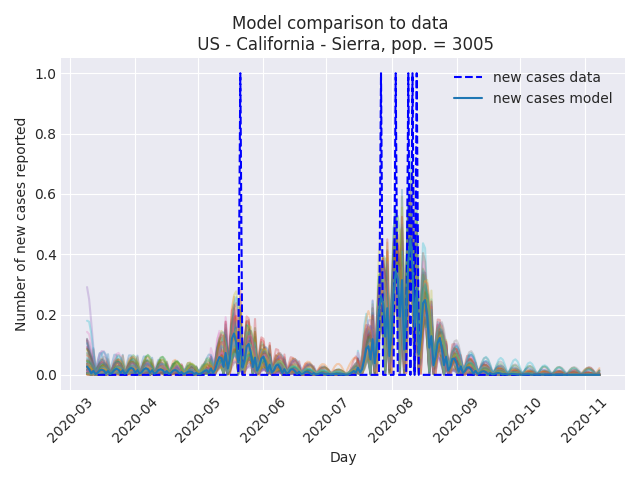 Model comparison to data
US - California - Sierra, pop. = 3005
new cases data
new cases model
Number of new cases reported
1.0
0.8
0.6
0.4
0.2
0.0
2020-03
2020-04
2020-05
2020-06
2020-07
2020-08
2020-09
2020-10
2020-11
Day